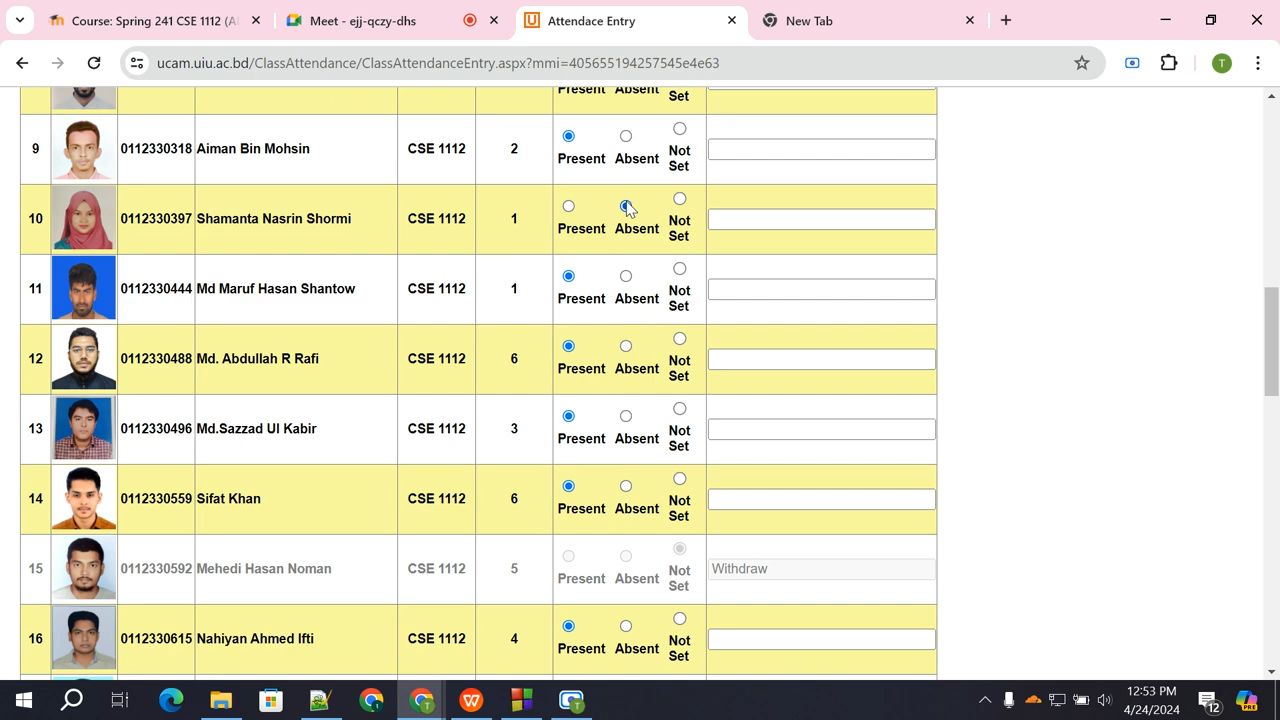 Course: Spring 241 CSE 1112 (A
Meet - ejj-qczy-dhs
Attendace Entry
New Tab
ucam.uiu.ac.bd/ClassAttendance/ClassAttendanceEntry.aspx?mmi=405655194257545e4e63
T
Present Absent Set
9 0112330318 Aiman Bin Mohsin CSE 1112 2 Present Absent Not Set
10 0112330397 Shamanta Nasrin Shormi CSE 1112 1 Present Absent Not Set
11 0112330444 Md Maruf Hasan Shantow CSE 1112 1 Present Absent Not Set
12 0112330488 Md. Abdullah R Rafi CSE 1112 6 Present Absent Not Set
13 0112330496 Md.Sazzad Ul Kabir CSE 1112 3 Present Absent Not Set
14 0112330559 Sifat Khan CSE 1112 6 Present Absent Not Set
15 0112330592 Mehedi Hasan Noman CSE 1112 5 Present Absent Not Set Withdraw
16 0112330615 Nahiyan Ahmed Ifti CSE 1112 4 Present Absent Not Set
12:53 PM
4/24/2024
12